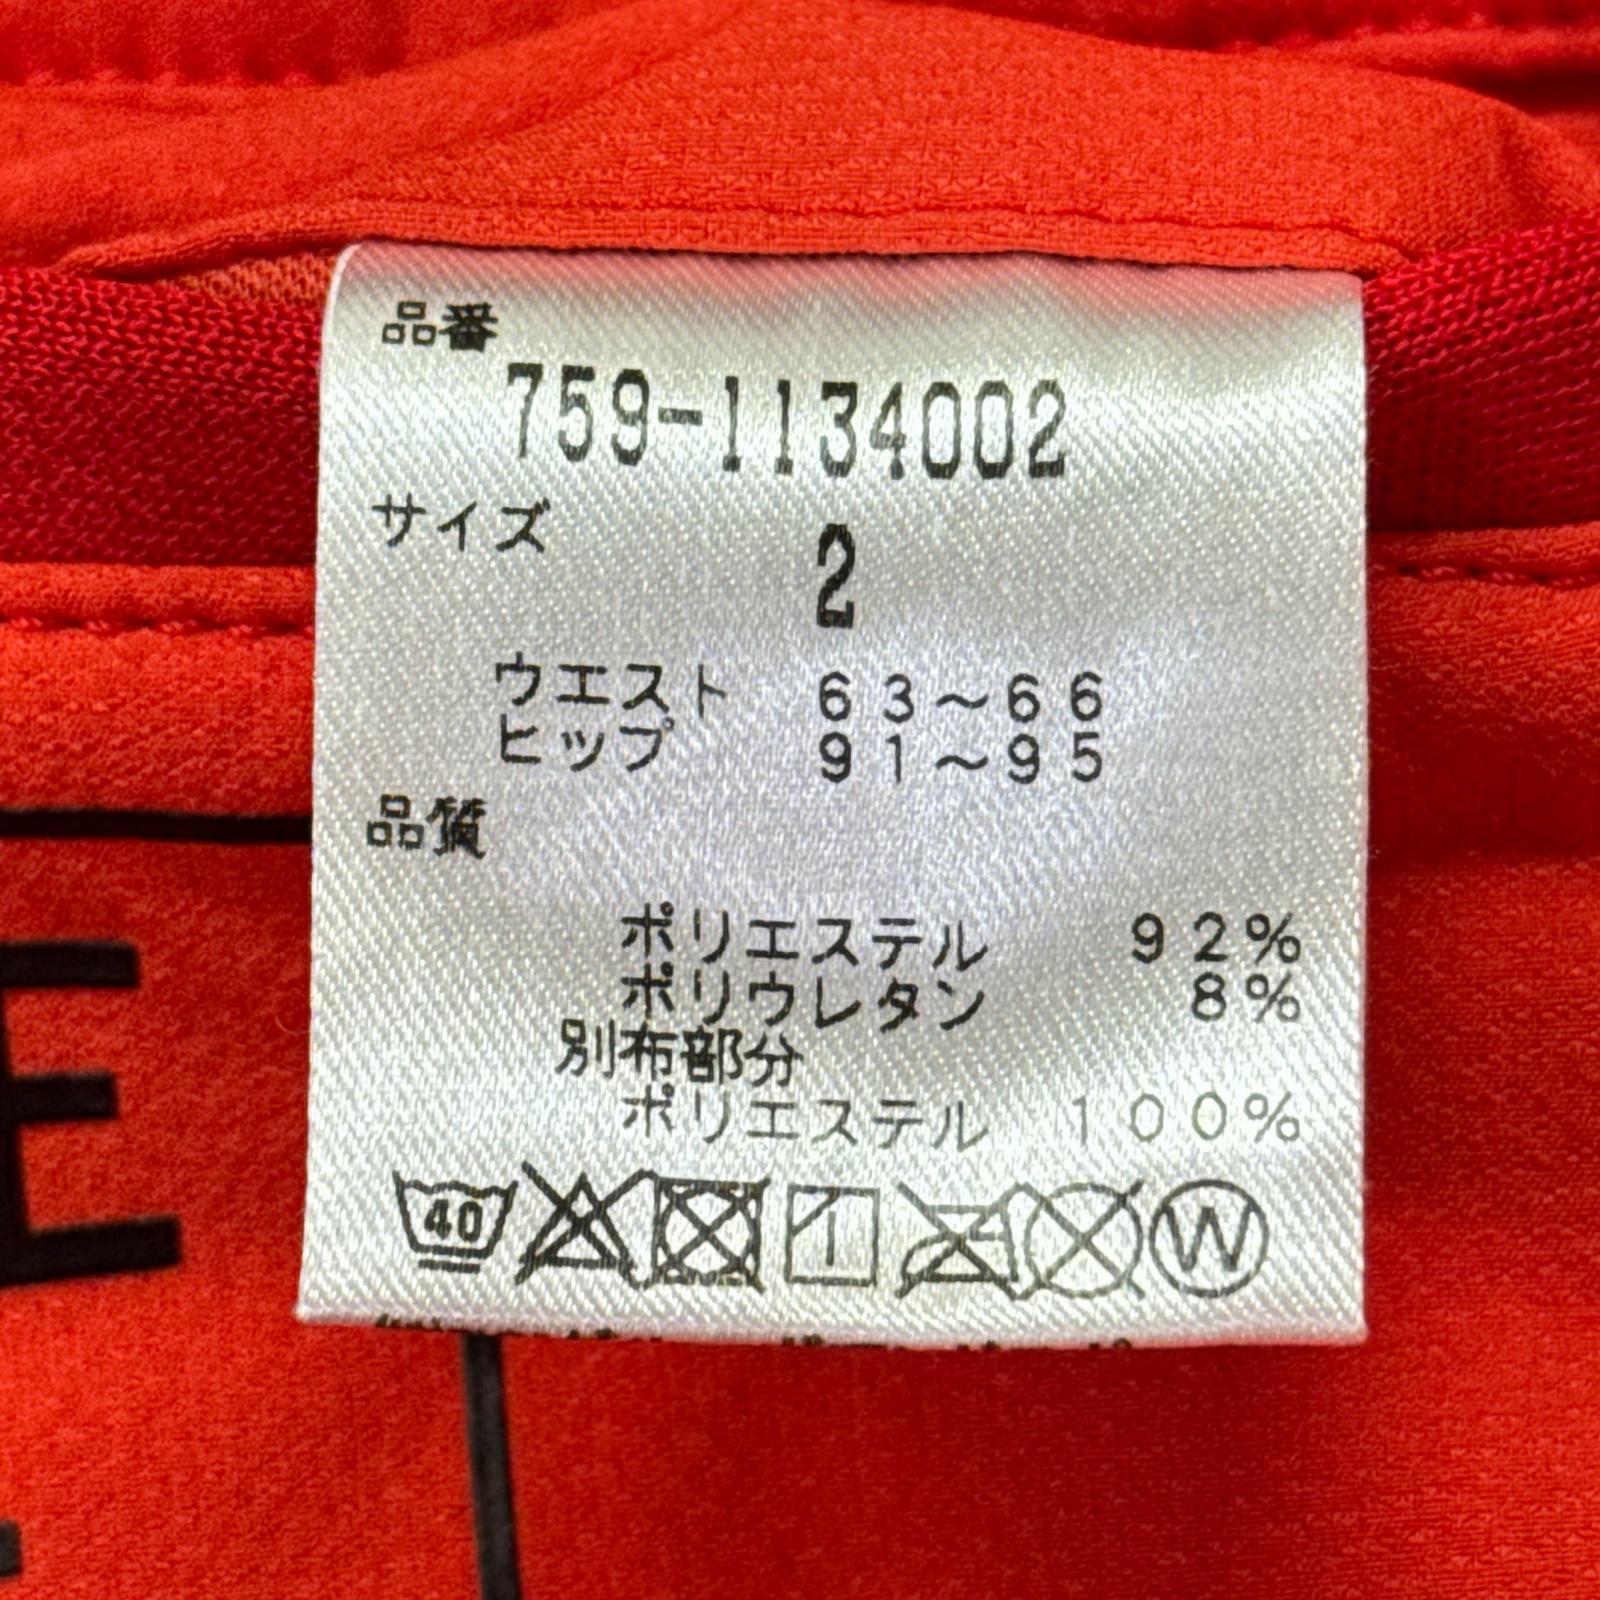 品番
759-1134002
サイズ
2
ウエスト 63～66
ヒップ 91～95
品質
ポリエステル 92%
ポリウレタン 8%
別布部分
ポリエステル 100%
40
W